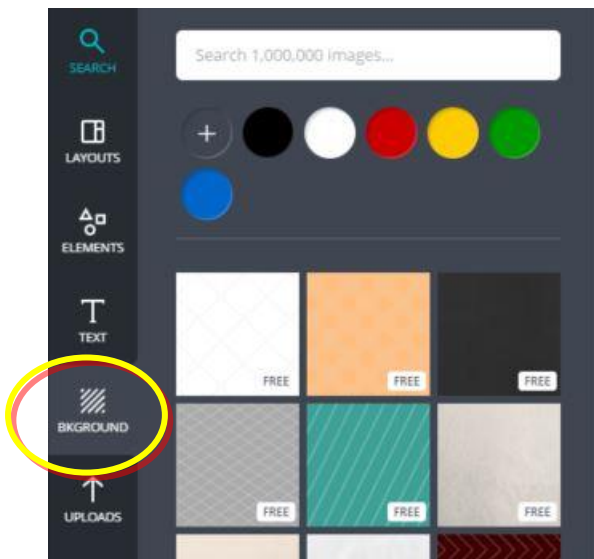 SEARCH
Search 1,000,000 images...
LAYOUTS
ELEMENTS
TEXT
BKGROUND
UPLOADS
FREE
FREE
FREE
FREE
FREE
FREE